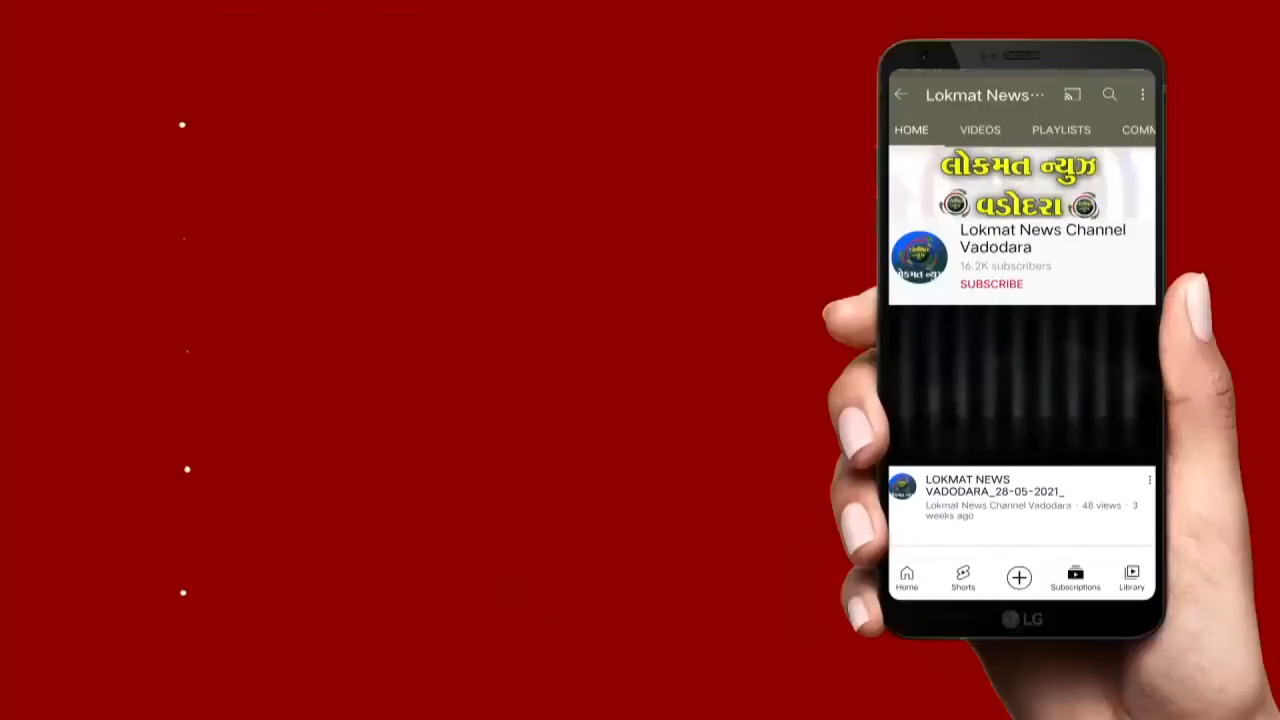 Lokmat News···
HOME VIDEOS PLAYLISTS COMM
લોકમત ન્યુઝ
વડોદરા
Lokmat News Channel
Vadodara
16.2K subscribers
SUBSCRIBE
LOKMAT NEWS
VADODARA_28-05-2021_
Lokmat News Channel Vadodara · 48 views · 3
weeks ago
Home Shorts Subscriptions Library
LG